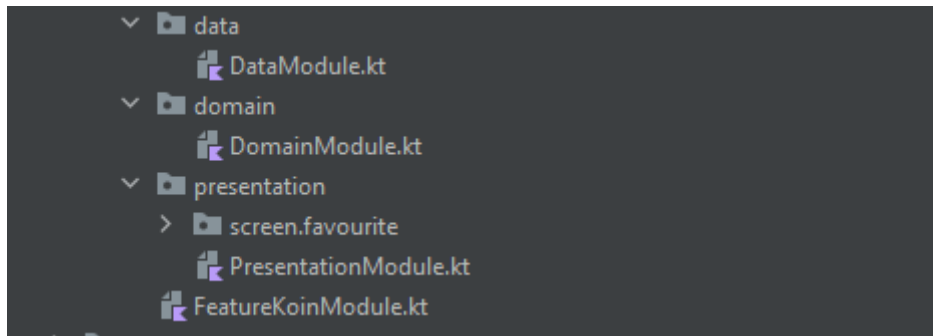 data
DataModule.kt
domain
DomainModule.kt
presentation
screen.favourite
PresentationModule.kt
FeatureKoinModule.kt